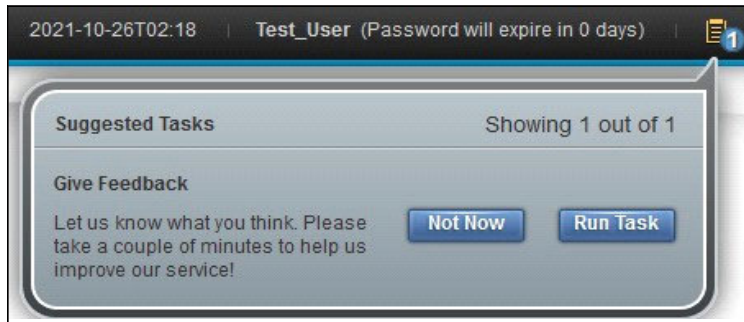 2021-10-26T02:18 | Test_User (Password will expire in 0 days) | 1
Suggested Tasks Showing 1 out of 1
Give Feedback
Let us know what you think. Please Not Now Run Task
take a couple of minutes to help us
improve our service!